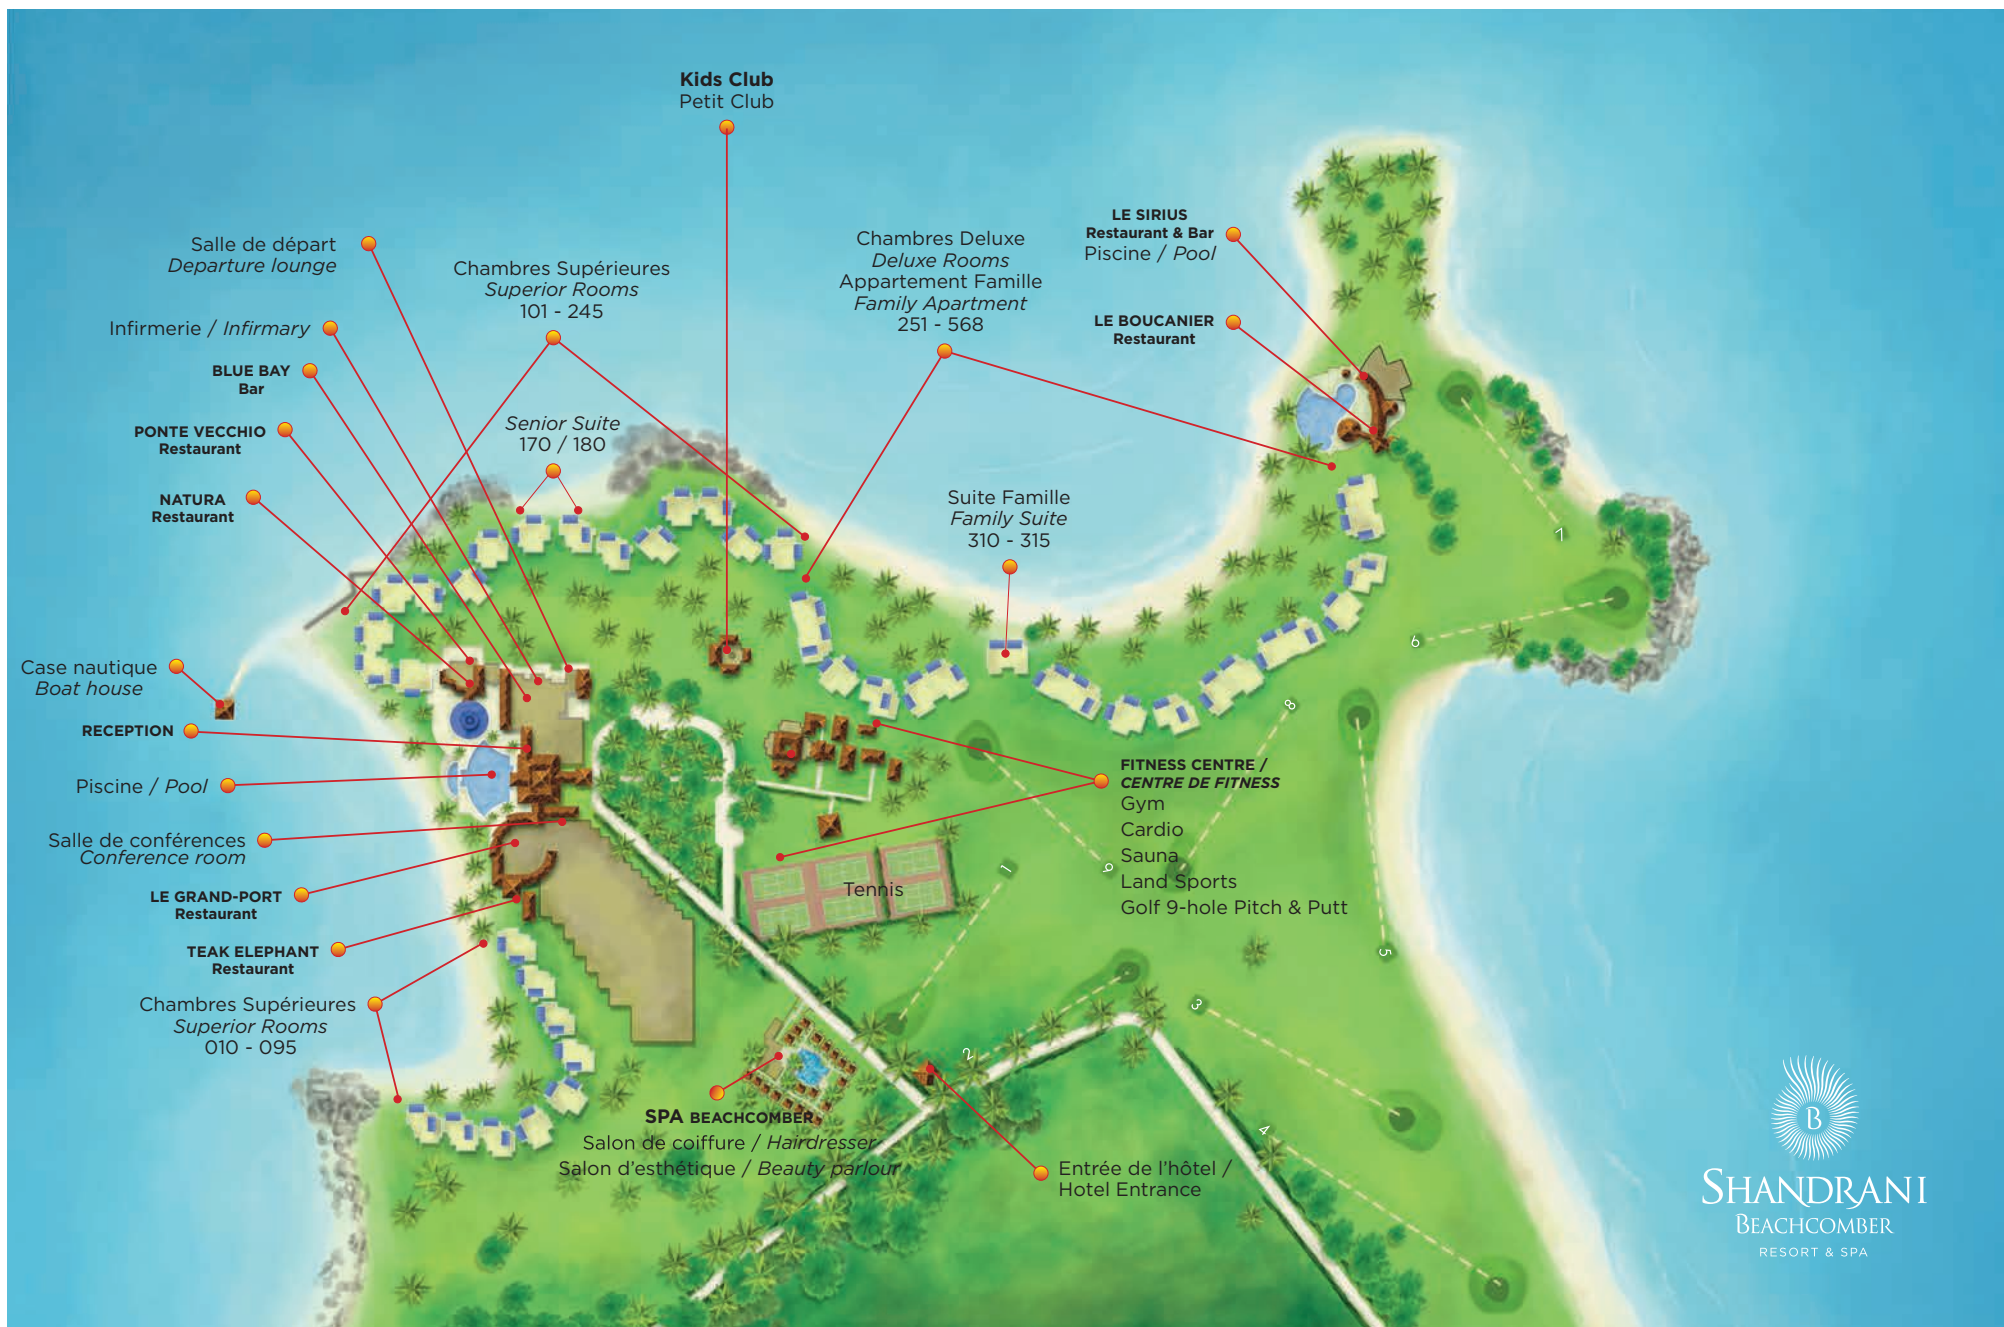 Kids Club
Petit Club
Salle de départ
Departure lounge
Chambres Supérieures
Superior Rooms
101 - 245
Chambres Deluxe
Deluxe Rooms
Appartement Famille
Family Apartment
251 - 568
LE SIRIUS
Restaurant & Bar
Piscine / Pool
LE BOUCANIER
Restaurant
Infirmerie / Infirmary
BLUE BAY
Bar
PONTE VECCHIO
Restaurant
Senior Suite
170 / 180
NATURA
Restaurant
Suite Famille
Family Suite
310 - 315
Case nautique
Boat house
RECEPTION
Piscine / Pool
Salle de conférences
Conference room
LE GRAND-PORT
Restaurant
TEAK ELEPHANT
Restaurant
Chambres Supérieures
Superior Rooms
010 - 095
FITNESS CENTRE /
CENTRE DE FITNESS
Gym
Cardio
Sauna
Land Sports
Golf 9-hole Pitch & Putt
Tennis
7
6
8
1
9
5
3
2
4
SPA BEACHCOMBER
Salon de coiffure / Hairdresser
Salon d'esthétique / Beauty parlour
Entrée de l'hôtel /
Hotel Entrance
B
SHANDRANI
BEACHCOMBER
RESORT & SPA